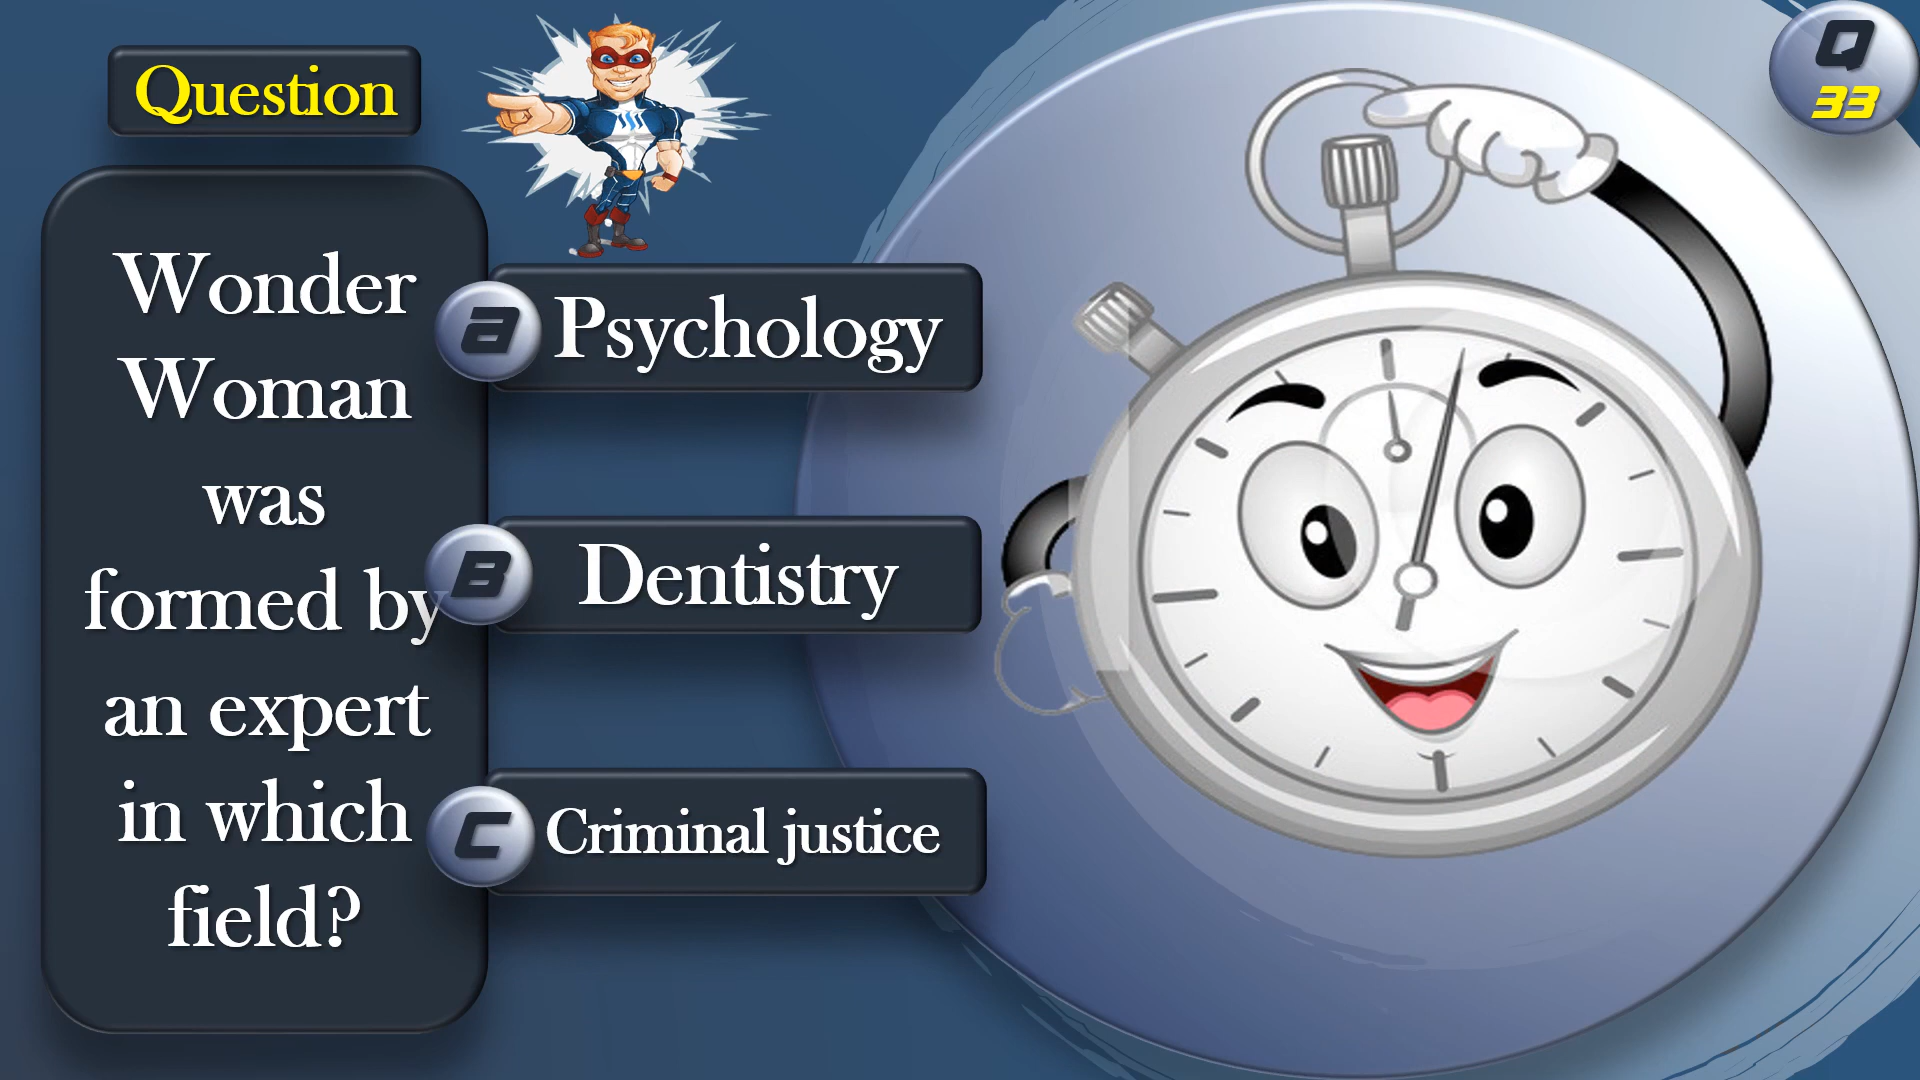 Question
Q
33
Wonder
Woman
was
formed by
an expert
in which
field?
a Psychology
B Dentistry
C Criminal justice